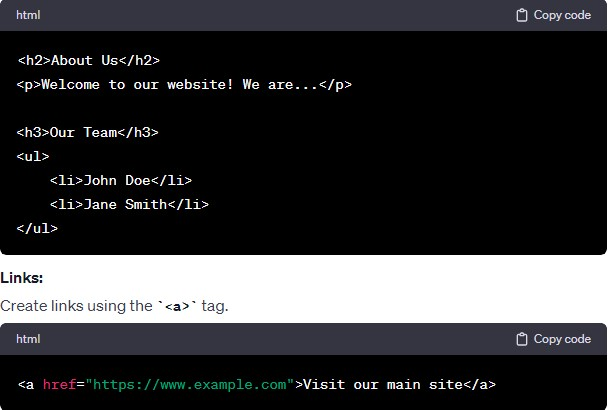 html Copy code
<h2>About Us</h2>
<p>Welcome to our website! We are...</p>
<h3>Our Team</h3>
<ul>
<li>John Doe</li>
<li>Jane Smith</li>
</ul>
Links:
Create links using the `<a>` tag.
html Copy code
<a href="https://www.example.com">Visit our main site</a>